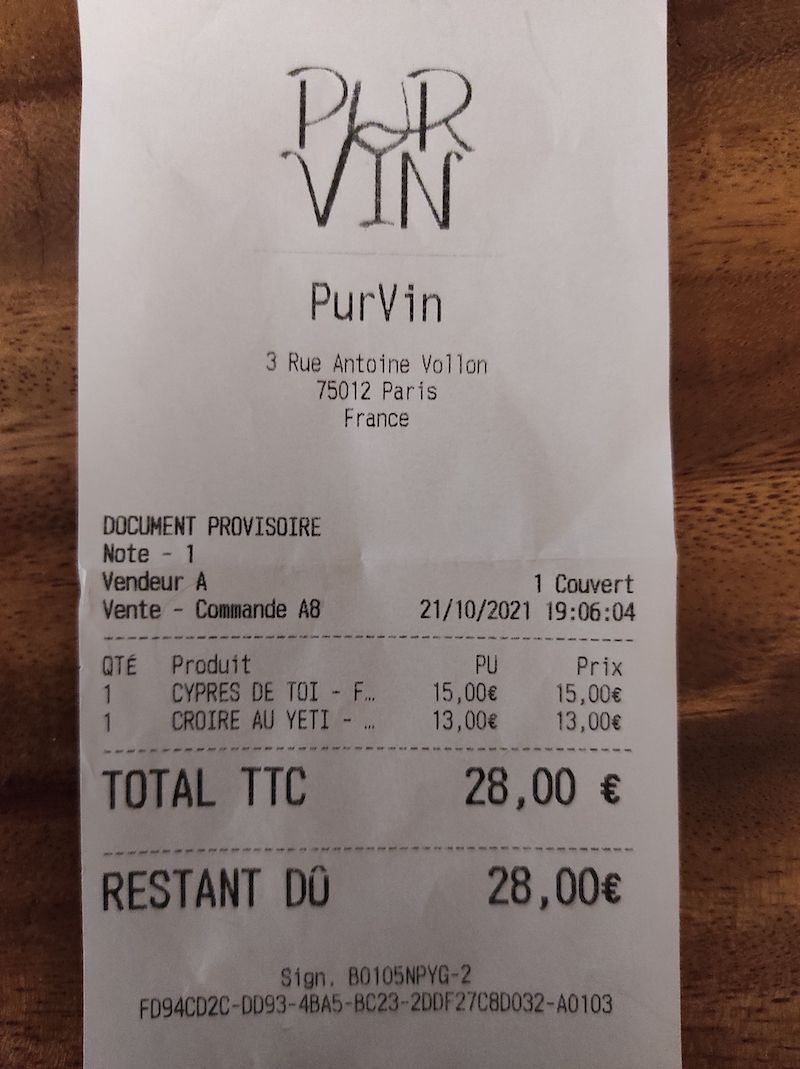 PUR
VIN
PurVin
3 Rue Antoine Vollon
75012 Paris
France
DOCUMENT PROVISOIRE
Note - 1
Vendeur A 1 Couvert
Vente - Commande A8 21/10/2021 19:06:04
QTÉ Produit PU Prix
1 CYPRES DE TOI - F... 15,00€ 15,00€
1 CROIRE AU YETI - ... 13,00€ 13,00€
TOTAL TTC 28,00 €
RESTANT DÛ 28,00€
Sign. B0105NPYG-2
FD94CD2C-DD93-4BA5-BC23-2DDF27C8D032-A0103